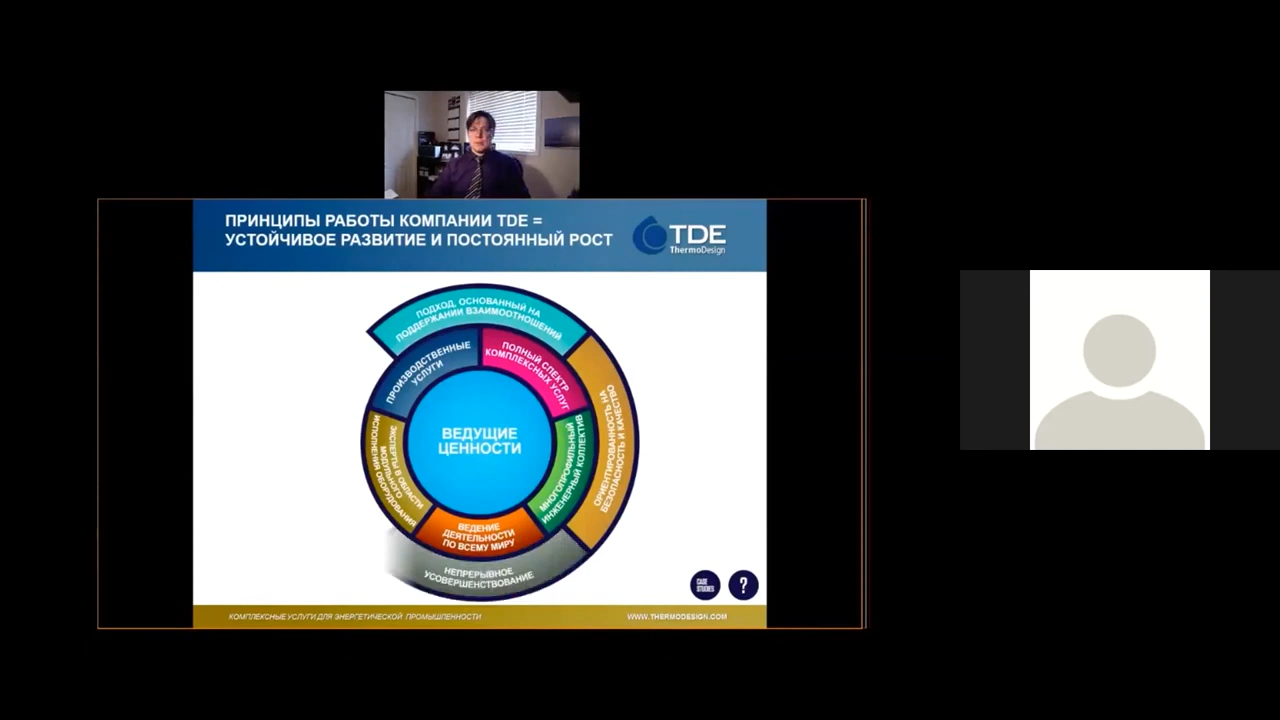 ПРИНЦИПЫ РАБОТЫ КОМПАНИИ TDE =
УСТОЙЧИВОЕ РАЗВИТИЕ И ПОСТОЯННЫЙ РОСТ
TDE
ThermoDesign
ПОДХОД, ОСНОВАННЫЙ НА
ПОДДЕРЖАНИИ ВЗАИМООТНОШЕНИЙ
ПРОИЗВОДСТВЕННЫЕ
УСЛУГИ
ПОЛНЫЙ СПЕКТР
КОМПЛЕКСНЫХ УСЛУГ
ОРИЕНТИРОВАННОСТЬ НА
БЕЗОПАСНОСТЬ И КАЧЕСТВО
ВЕДУЩИЕ
ЦЕННОСТИ
ЭКСПЕРТЫ В ОБЛАСТИ
МОДУЛЬНОГО
ИСПОЛНЕНИЯ ОБОРУДОВАНИЯ
МНОГОПРОФИЛЬНЫЙ
ИНЖЕНЕРНЫЙ КОЛЛЕКТИВ
ВЕДЕНИЕ
ДЕЯТЕЛЬНОСТИ
ПО ВСЕМУ МИРУ
НЕПРЕРЫВНОЕ
УСОВЕРШЕНСТВОВАНИЕ
CASE
STUDIES
?
КОМПЛЕКСНЫЕ УСЛУГИ ДЛЯ ЭНЕРГЕТИЧЕСКОЙ ПРОМЫШЛЕННОСТИ
WWW.THERMODESIGN.COM